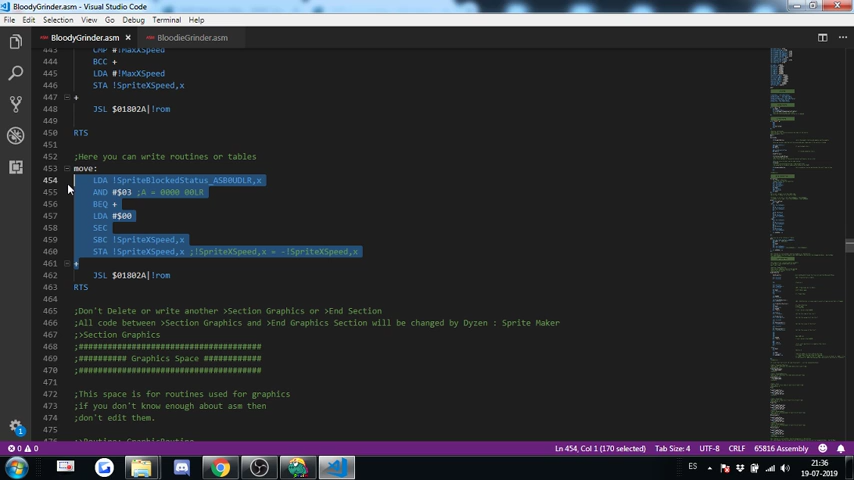 BloodyGrinder.asm - Visual Studio Code
File Edit Selection View Go Debug Terminal Help
BloodyGrinder.asm × BloodieGrinder.asm
443 CMP #!MaxXSpeed
444 BCC +
445 LDA #!MaxXSpeed
446 STA !SpriteXSpeed,x
447 +
448 JSL $01802A|!rom
449
450 RTS
451
452 ;Here you can write routines or tables
453 move:
454 LDA !SpriteBlockedStatus_ASB0UDLR,x
455 AND #$03 ;A = 0000 00LR
456 BEQ +
457 LDA #$00
458 SEC
459 SBC !SpriteXSpeed,x
460 STA !SpriteXSpeed,x ;!SpriteXSpeed,x = -!SpriteXSpeed,x
461 +
462 JSL $01802A|!rom
463 RTS
464
465 ;Don't Delete or write another >Section Graphics or >End Section
466 ;All code between >Section Graphics and >End Graphics Section will be changed by Dyzen : Sprite Maker
467 ;>Section Graphics
468 ;######################################
469 ;########## Graphics Space ############
470 ;######################################
471
472 ;This space is for routines used for graphics
473 ;if you don't know enough about asm then
474 ;don't edit them.
475
0 0 Ln 454, Col 1 (170 selected) Tab Size: 4 UTF-8 CRLF 65816 Assembly
1
ES 21:36
19-07-2019